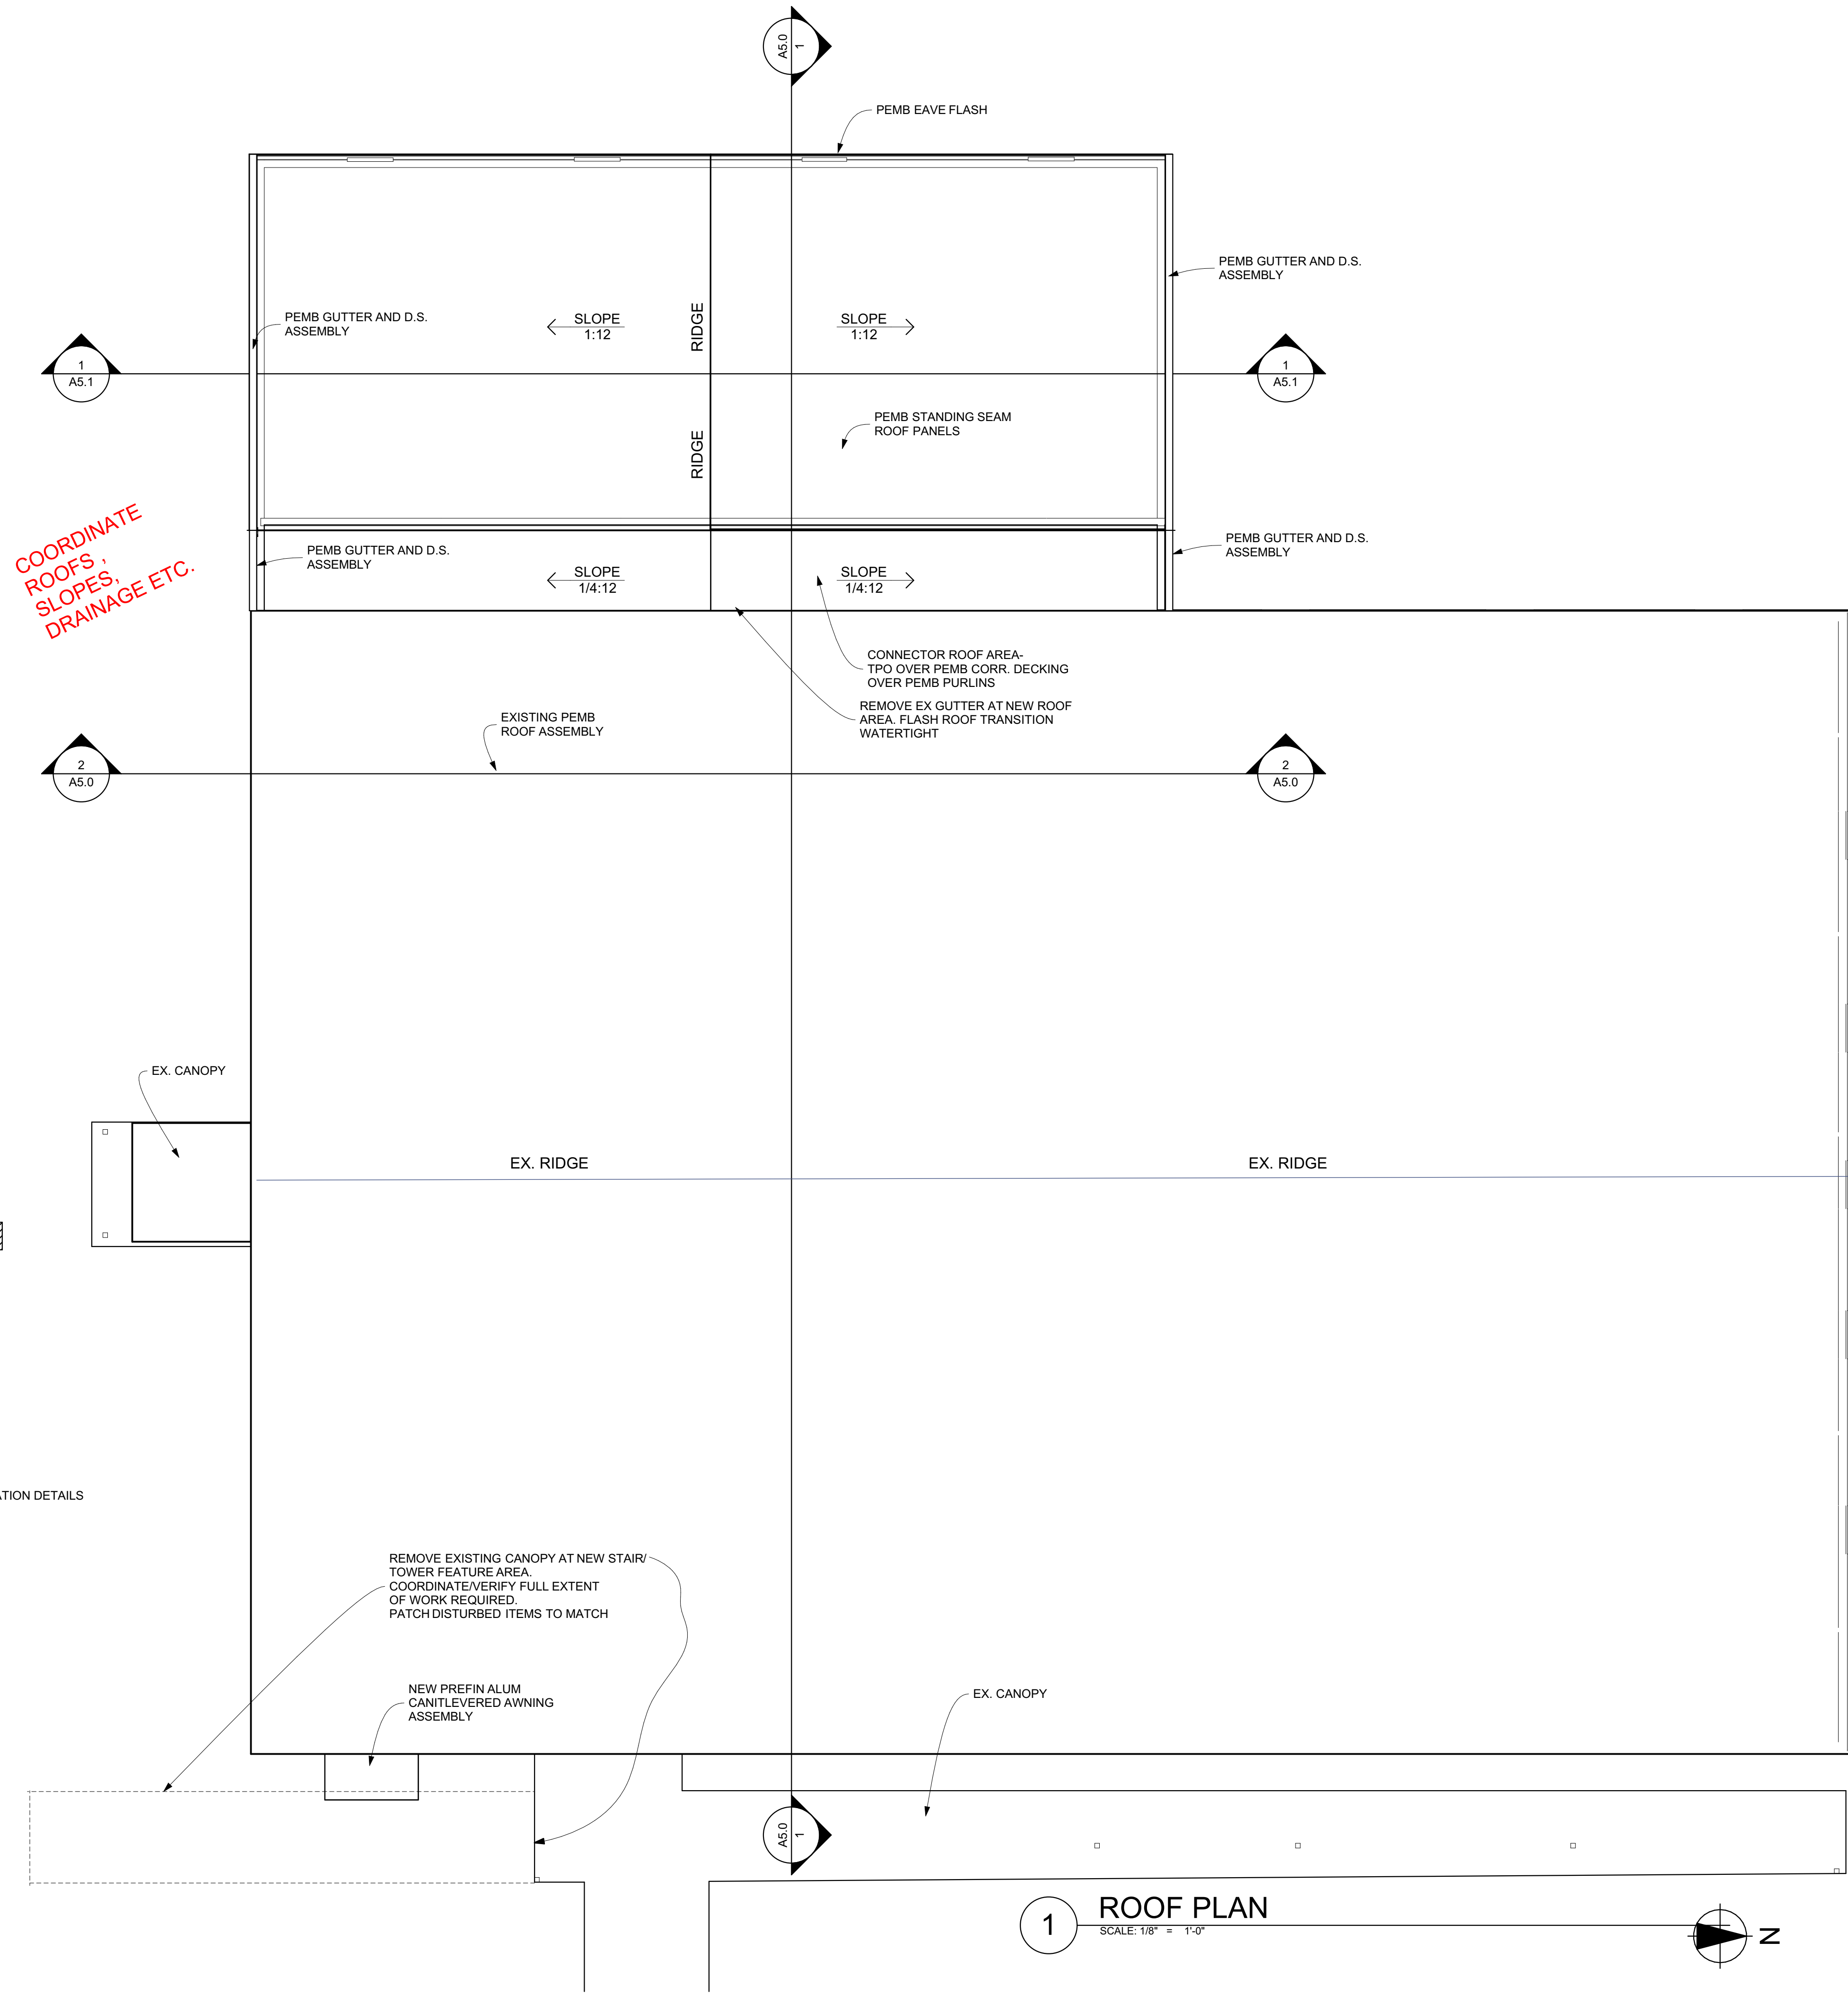 A5.0
1
PEMB EAVE FLASH
PEMB GUTTER AND D.S.
ASSEMBLY
PEMB GUTTER AND D.S.
ASSEMBLY
SLOPE
1:12
RIDGE
SLOPE
1:12
1
A5.1
1
A5.1
PEMB STANDING SEAM
ROOF PANELS
RIDGE
COORDINATE
ROOFS ,
SLOPES,
DRAINAGE ETC.
PEMB GUTTER AND D.S.
ASSEMBLY
PEMB GUTTER AND D.S.
ASSEMBLY
SLOPE
1/4:12
SLOPE
1/4:12
CONNECTOR ROOF AREA-
TPO OVER PEMB CORR. DECKING
OVER PEMB PURLINS
REMOVE EX GUTTER AT NEW ROOF
AREA. FLASH ROOF TRANSITION
WATERTIGHT
EXISTING PEMB
ROOF ASSEMBLY
2
A5.0
2
A5.0
EX. CANOPY
EX. RIDGE
EX. RIDGE
ATION DETAILS
REMOVE EXISTING CANOPY AT NEW STAIR/
TOWER FEATURE AREA.
COORDINATE/VERIFY FULL EXTENT
OF WORK REQUIRED.
PATCH DISTURBED ITEMS TO MATCH
NEW PREFIN ALUM
CANITLEVERED AWNING
ASSEMBLY
EX. CANOPY
A5.0
1
1
ROOF PLAN
SCALE: 1/8" = 1'-0"
N